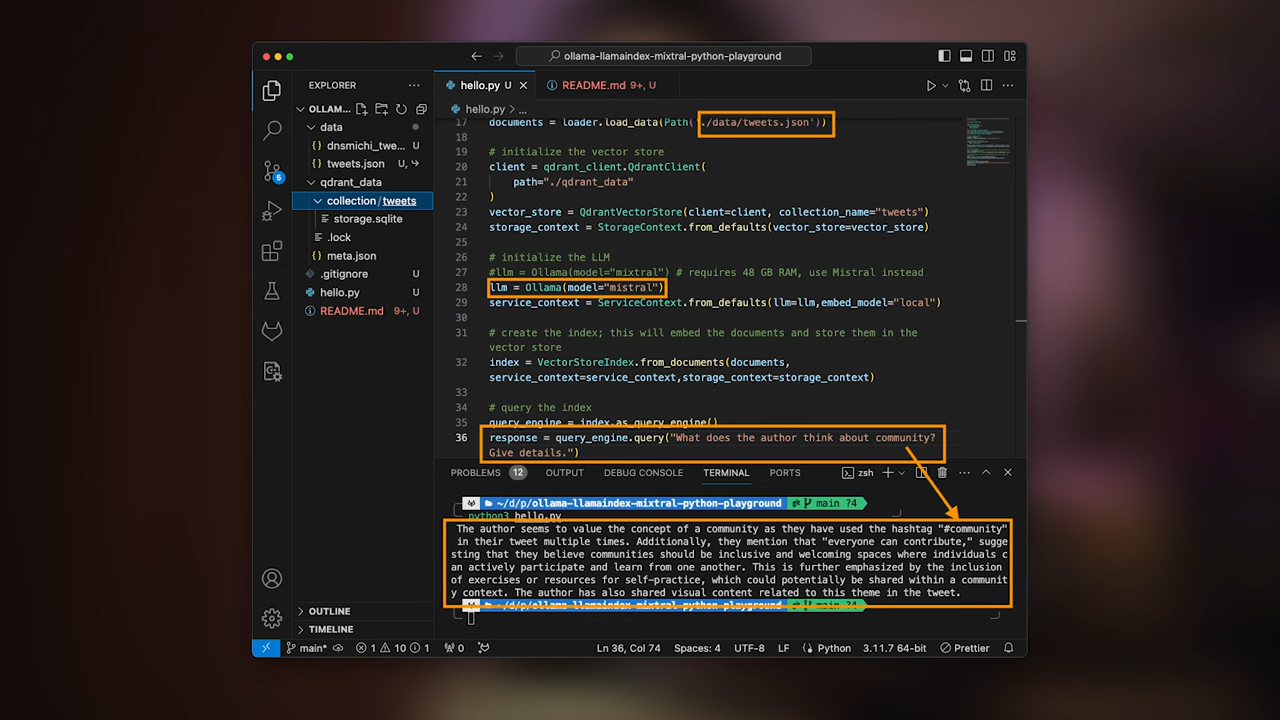 ollama-llamaindex-mixtral-python-playground
EXPLORER
OLLAM...
data
dnsmichi_twe... U
tweets.json U,
qdrant_data
collection/tweets
storage.sqlite
.lock
meta.json
.gitignore U
hello.py U
README.md 9+, U
OUTLINE
TIMELINE
hello.py U
README.md 9+, U
hello.py > ...
17 documents = loader.load_data(Path('./data/tweets.json'))
18
19 # initialize the vector store
20 client = qdrant_client.QdrantClient(
21 path="./qdrant_data"
22 )
23 vector_store = QdrantVectorStore(client=client, collection_name="tweets")
24 storage_context = StorageContext.from_defaults(vector_store=vector_store)
25
26 # initialize the LLM
27 #llm = Ollama(model="mixtral") # requires 48 GB RAM, use Mistral instead
28 llm = Ollama(model="mistral")
29 service_context = ServiceContext.from_defaults(llm=llm,embed_model="local")
30
31 # create the index; this will embed the documents and store them in the
vector store
32 index = VectorStoreIndex.from_documents(documents,
service_context=service_context,storage_context=storage_context)
33
34 # query the index
35 query_engine = index.as_query_engine()
36 response = query_engine.query("What does the author think about community?
Give details.")
PROBLEMS 12 OUTPUT DEBUG CONSOLE TERMINAL PORTS zsh
~/d/p/ollama-llamaindex-mixtral-python-playground main ?4
python3 hello.py
The author seems to value the concept of a community as they have used the hashtag "#community"
in their tweet multiple times. Additionally, they mention that "everyone can contribute," sugge
sting that they believe communities should be inclusive and welcoming spaces where individuals c
an actively participate and learn from one another. This is further emphasized by the inclusion
of exercises or resources for self-practice, which could potentially be shared within a communit
y context. The author has also shared visual content related to this theme in the tweet.
~/d/p/ollama-llamaindex-mixtral-python-playground main ?4
5
main* 1 10 1 0 Ln 36, Col 74 Spaces: 4 UTF-8 LF Python 3.11.7 64-bit Prettier